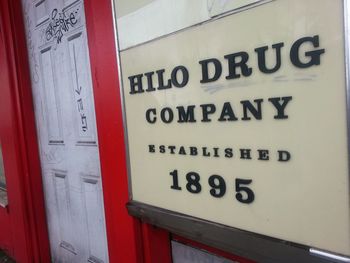 HILO DRUG
COMPANY
ESTABLISHED
1895